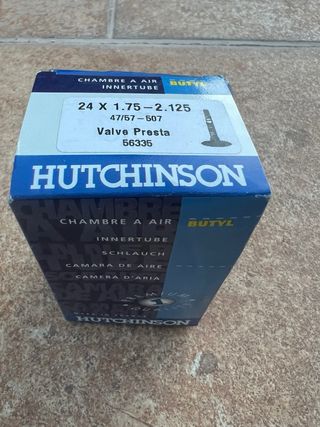 CHAMBRE A AIR
INNERTUBE
BUTYL
24 X 1.75-2.125
47/57-507
Valve Presta
56335
HUTCHINSON
CHAMBRE A AIR
BUTYL
INNERTUBE
SCHLAUCH
CAMARA DE AIRE
CAMERA D'ARIA
HUTCHINSON